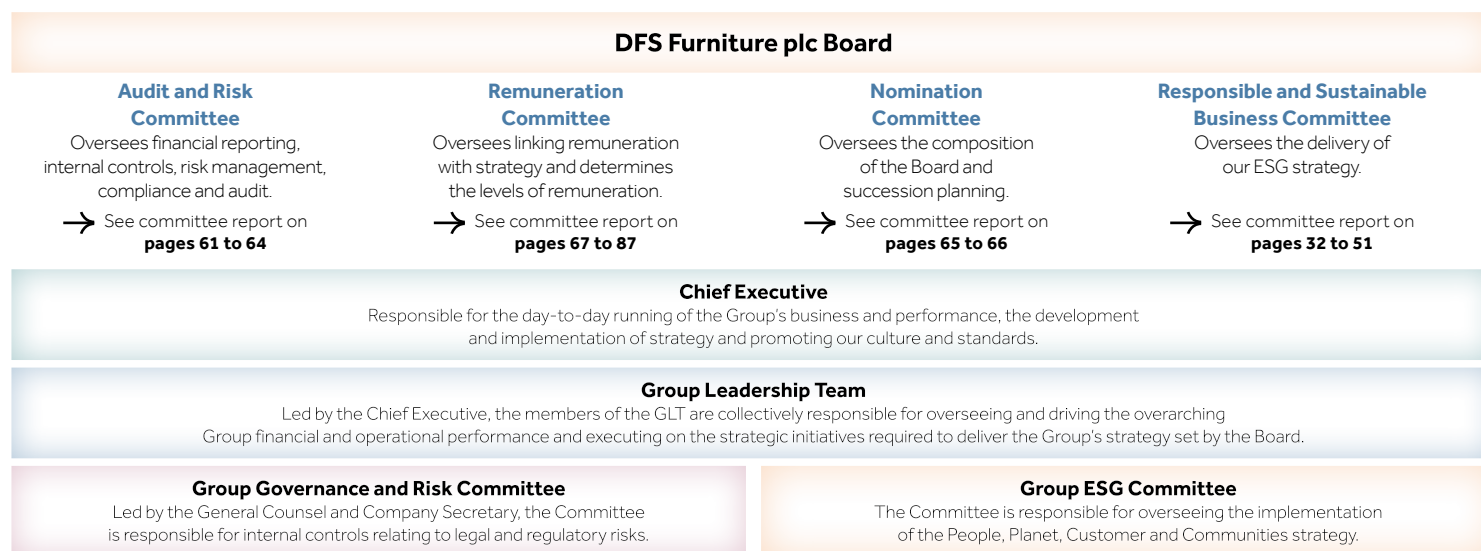 DFS Furniture plc Board
Audit and Risk
Committee
Oversees financial reporting,
internal controls, risk management,
compliance and audit.
See committee report on
pages 61 to 64
Remuneration
Committee
Oversees linking remuneration
with strategy and determines
the levels of remuneration.
See committee report on
pages 67 to 87
Nomination
Committee
Oversees the composition
of the Board and
succession planning.
See committee report on
pages 65 to 66
Responsible and Sustainable
Business Committee
Oversees the delivery of
our ESG strategy.
See committee report on
pages 32 to 51
Chief Executive
Responsible for the day-to-day running of the Group's business and performance, the development
and implementation of strategy and promoting our culture and standards.
Group Leadership Team
Led by the Chief Executive, the members of the GLT are collectively responsible for overseeing and driving the overarching
Group financial and operational performance and executing on the strategic initiatives required to deliver the Group's strategy set by the Board.
Group Governance and Risk Committee
Led by the General Counsel and Company Secretary, the Committee
is responsible for internal controls relating to legal and regulatory risks.
Group ESG Committee
The Committee is responsible for overseeing the implementation
of the People, Planet, Customer and Communities strategy.